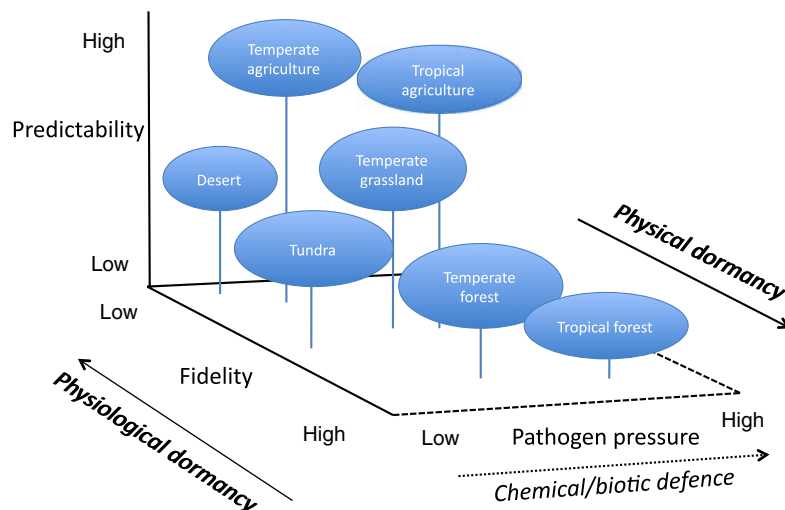 High
Temperate
agriculture
Tropical
agriculture
Predictability
Temperate
grassland
Desert
Physical dormancy
Tundra
Low
Temperate
forest
Low
Tropical forest
Fidelity
Physiological dormancy
High
Low
Pathogen pressure
High
Chemical/biotic defence